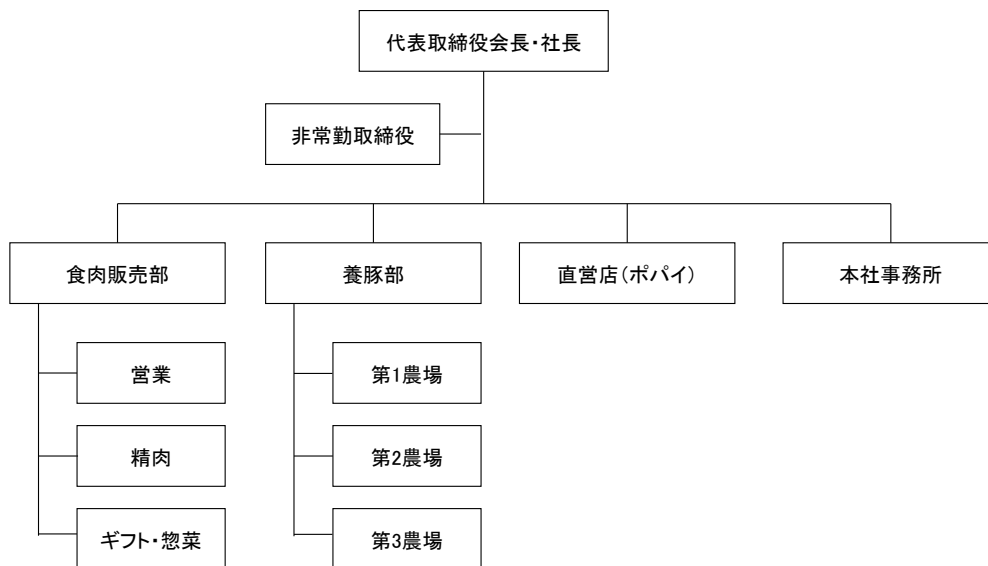 代表取締役会長・社長
非常勤取締役
食肉販売部
養豚部
直営店(ポパイ)
本社事務所
営業
第1農場
精肉
第2農場
ギフト・惣菜
第3農場